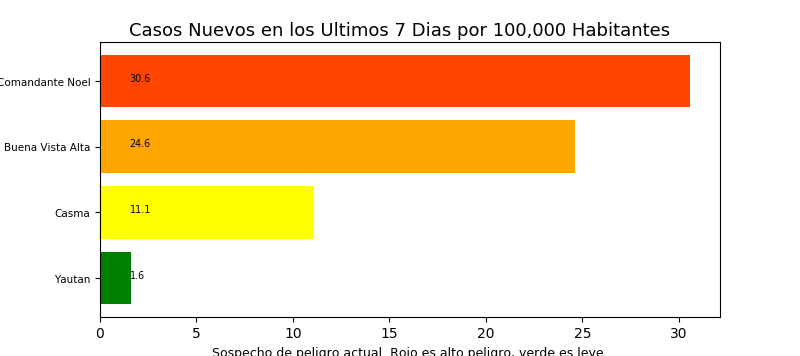 Casos Nuevos en los Ultimos 7 Dias por 100,000 Habitantes
Comandante Noel
30.6
Buena Vista Alta
24.6
Casma
11.1
Yautan
1.6
0 5 10 15 20 25 30
Sospecho de peligro actual. Rojo es alto peligro, verde es leve